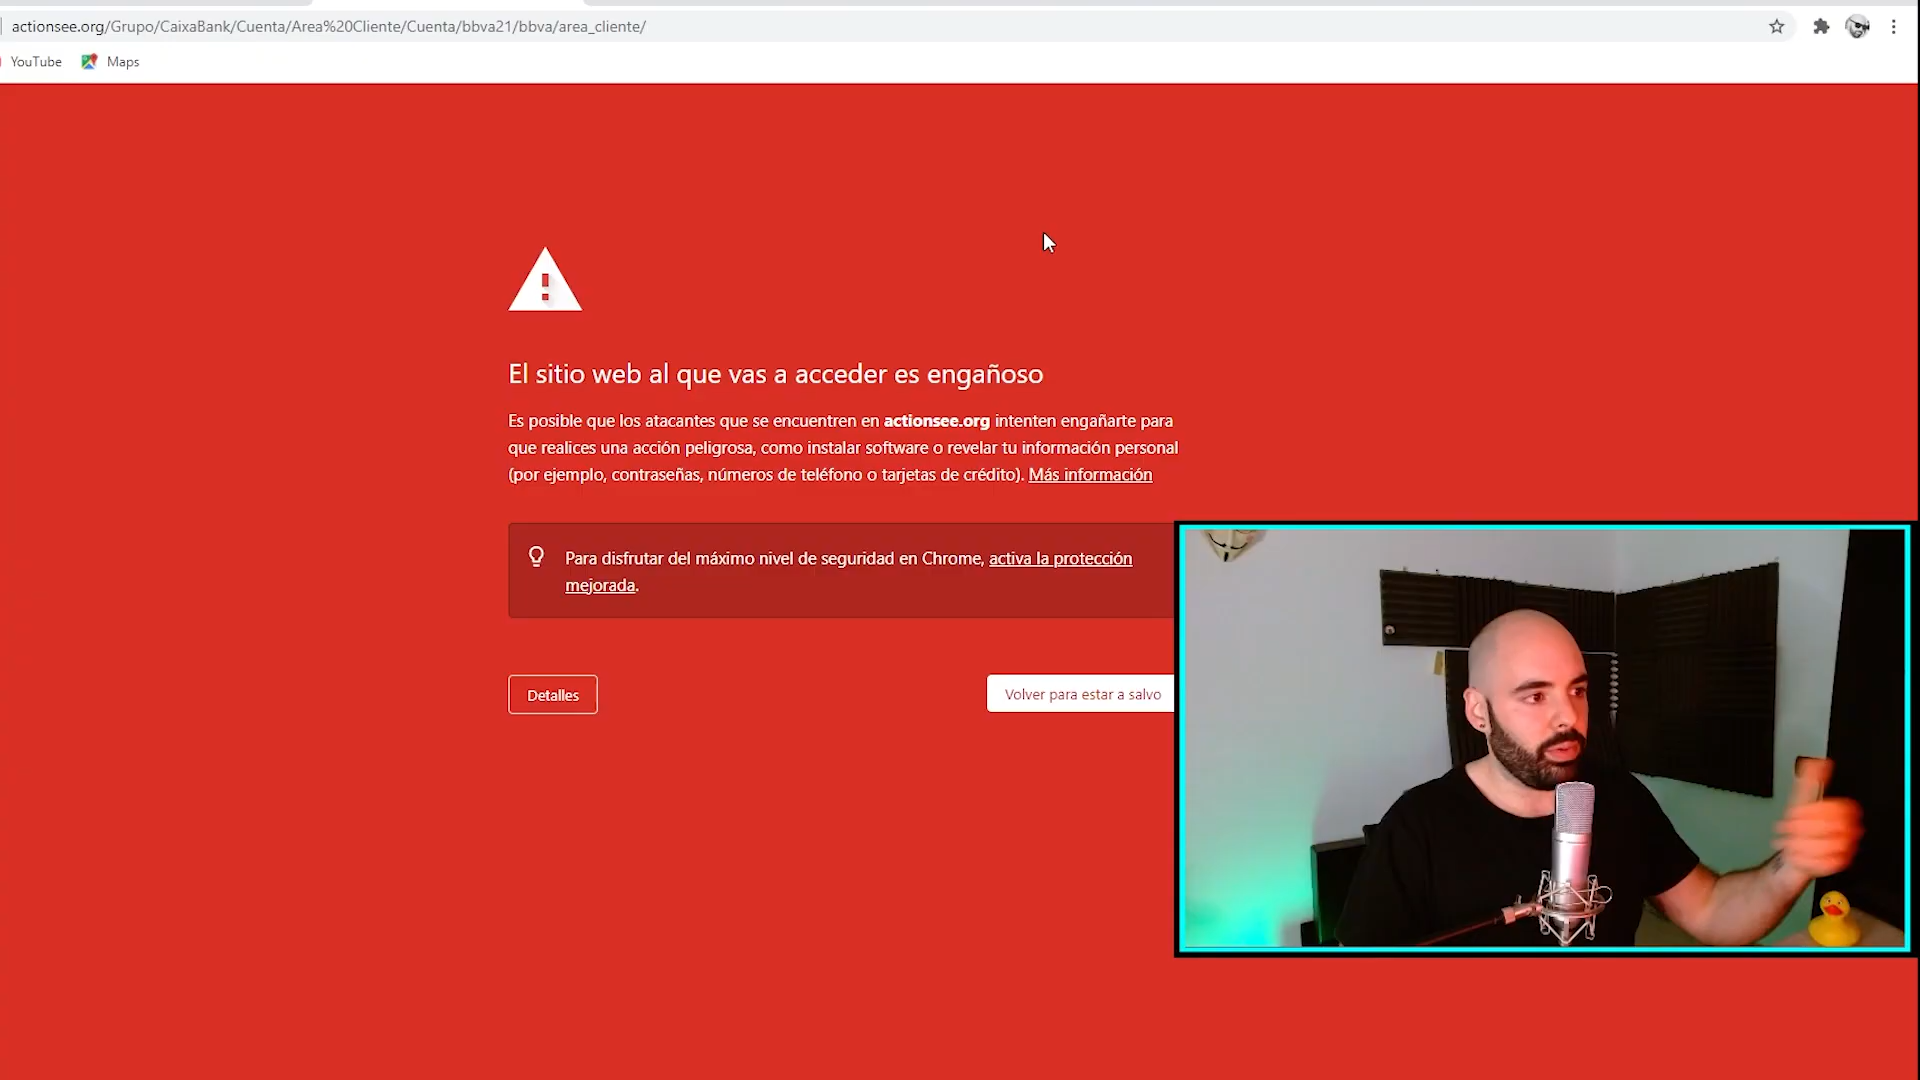 actionsee.org/Grupo/CaixaBank/Cuenta/Area%20Cliente/Cuenta/bbva21/bbva/area_cliente/
YouTube
Maps
El sitio web al que vas a acceder es engañoso
Es posible que los atacantes que se encuentren en actionsee.org intenten engañarte para
que realices una acción peligrosa, como instalar software o revelar tu información personal
(por ejemplo, contraseñas, números de teléfono o tarjetas de crédito). Más información
Para disfrutar del máximo nivel de seguridad en Chrome, activa la protección
mejorada.
Detalles
Volver para estar a salvo